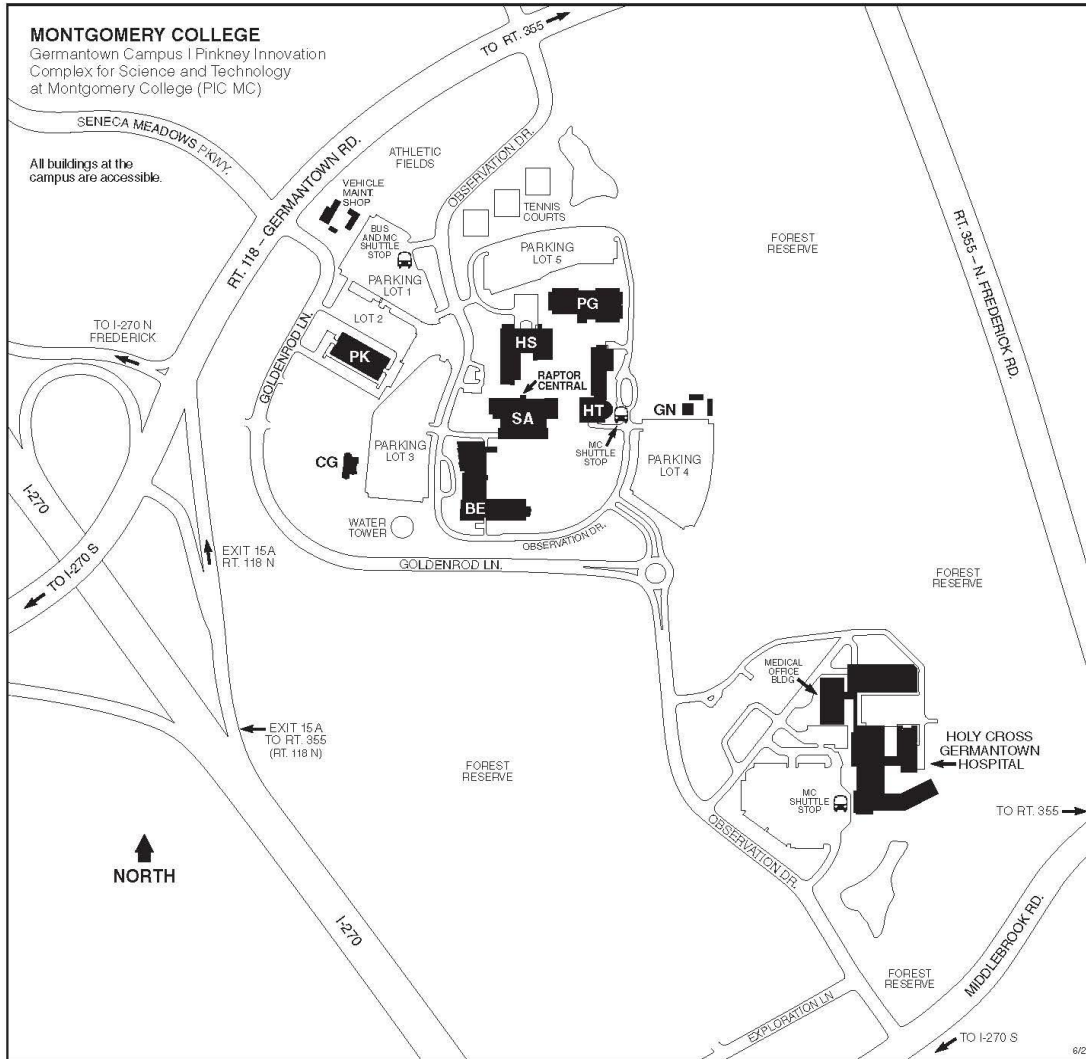 MONTGOMERY COLLEGE
Germantown Campus | Pinkney Innovation
Complex for Science and Technology
at Montgomery College (PIC MC)
TO RT. 355
SENECA MEADOWS PKWY.
All buildings at the
campus are accessible.
RT. 118 – GERMANTOWN RD.
ATHLETIC
FIELDS
OBSERVATION DR.
VEHICLE
MAINT.
SHOP
TENNIS
COURTS
BUS
AND MC
SHUTTLE
STOP
PARKING
LOT 1
PARKING
LOT 5
FOREST
RESERVE
RT. 355 – N. FREDERICK RD.
TO I-270 N
FREDERICK
GOLDENROD LN.
LOT 2
PK
PG
HS
RAPTOR
CENTRAL
SA
HT
GN
MC
SHUTTLE
STOP
PARKING
LOT 3
PARKING
LOT 4
CG
BE
WATER
TOWER
OBSERVATION DR.
GOLDENROD LN.
I-270
TO I-270 S
EXIT 15A
RT. 118 N
FOREST
RESERVE
MEDICAL
OFFICE
BLDG
EXIT 15A
TO RT. 355
(RT. 118 N)
FOREST
RESERVE
HOLY CROSS
GERMANTOWN
HOSPITAL
MC
SHUTTLE
STOP
TO RT. 355
OBSERVATION DR.
NORTH
I-270
MIDDLEBROOK RD.
FOREST
RESERVE
EXPLORATION LN
TO I-270 S